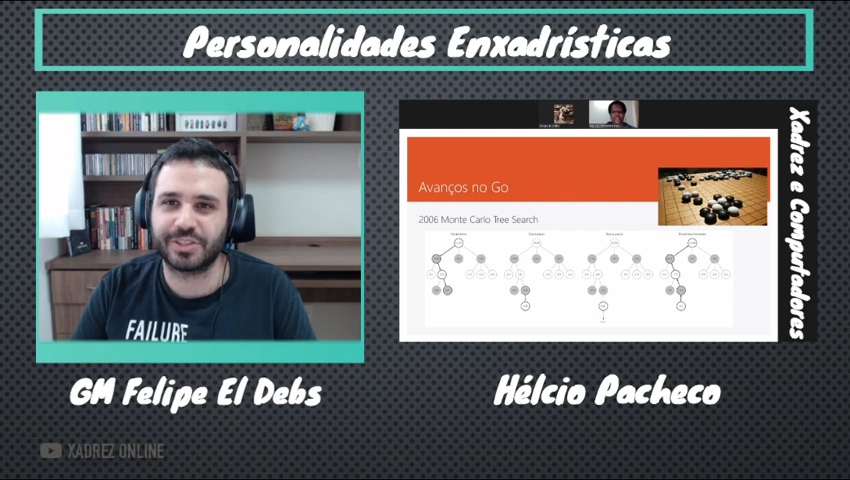 Personalidades Enxadrísticas
Avanços no Go
2006 Monte Carlo Tree Search
Xadrez e Computadores
FAILURE
GM Felipe El Debs
Hélcio Pacheco
XADREZ ONLINE